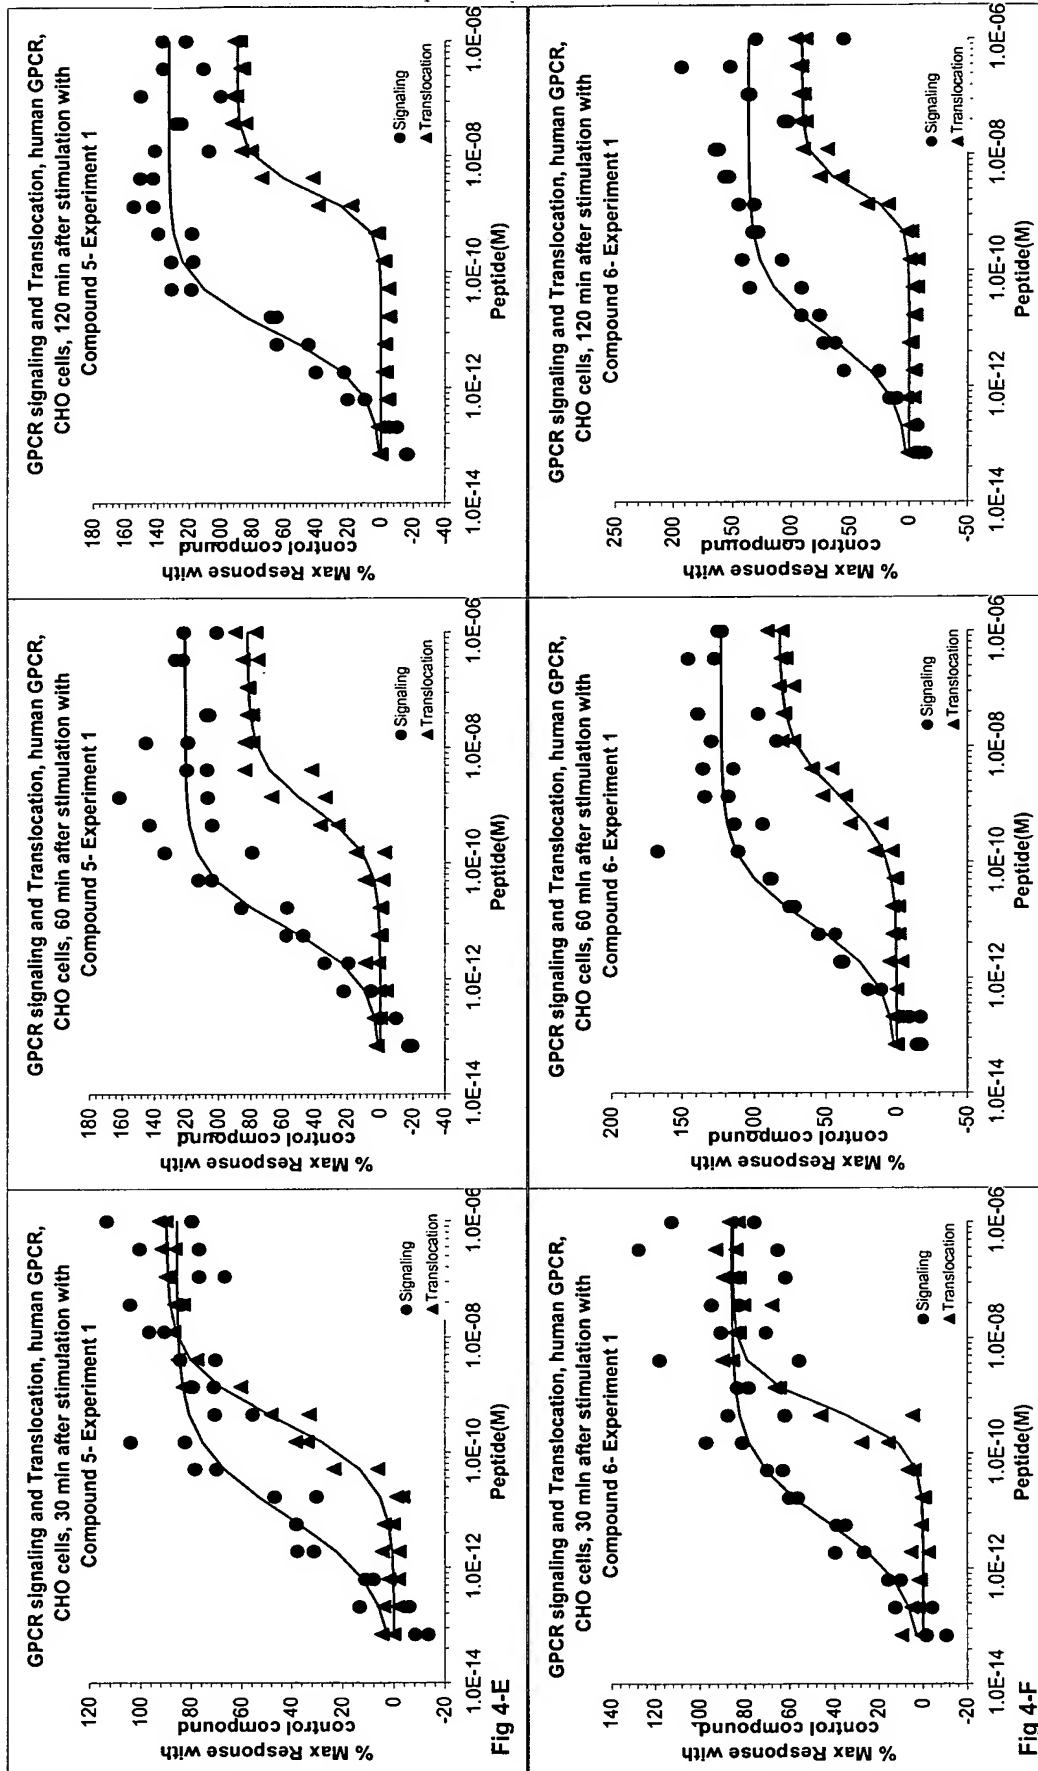 GPCR signaling and Translocation, human GPCR,
CHO cells, 30 min after stimulation with
Compound 5- Experiment 1
% Max Response with
control compound
120
100
80
60
40
20
0
-20
1.0E-14
1.0E-12
1.0E-10
1.0E-08
1.0E-06
Peptide(M)
Signaling
Translocation
Fig 4-E
GPCR signaling and Translocation, human GPCR,
CHO cells, 60 min after stimulation with
Compound 5- Experiment 1
% Max Response with
control compound
180
160
140
120
100
80
60
40
20
0
-20
-40
1.0E-14
1.0E-12
1.0E-10
1.0E-08
1.0E-06
Peptide(M)
Signaling
Translocation
GPCR signaling and Translocation, human GPCR,
CHO cells, 120 min after stimulation with
Compound 5- Experiment 1
% Max Response with
control compound
180
160
140
120
100
80
60
40
20
0
-20
-40
1.0E-14
1.0E-12
1.0E-10
1.0E-08
1.0E-06
Peptide(M)
Signaling
Translocation
GPCR signaling and Translocation, human GPCR,
CHO cells, 30 min after stimulation with
Compound 6- Experiment 1
% Max Response with
control compound
140
120
100
80
60
40
20
0
-20
1.0E-14
1.0E-12
1.0E-10
1.0E-08
1.0E-06
Peptide(M)
Signaling
Translocation
Fig 4-F
GPCR signaling and Translocation, human GPCR,
CHO cells, 60 min after stimulation with
Compound 6- Experiment 1
% Max Response with
control compound
200
150
100
50
0
-50
1.0E-14
1.0E-12
1.0E-10
1.0E-08
1.0E-06
Peptide(M)
Signaling
Translocation
GPCR signaling and Translocation, human GPCR,
CHO cells, 120 min after stimulation with
Compound 6- Experiment 1
% Max Response with
control compound
250
200
150
100
50
0
-50
1.0E-14
1.0E-12
1.0E-10
1.0E-08
1.0E-06
Peptide(M)
Signaling
Translocation